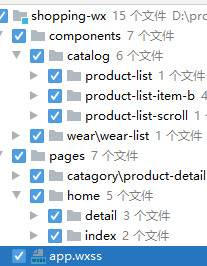 shopping-wx 15 个文件 D:\pro
components 7 个文件
catalog 6 个文件
product-list 1 个文件
product-list-item-b 4
product-list-scroll 1 个
wear\wear-list 1 个文件
pages 7 个文件
catagory\product-detail
home 5 个文件
detail 3 个文件
index 2 个文件
app.wxss